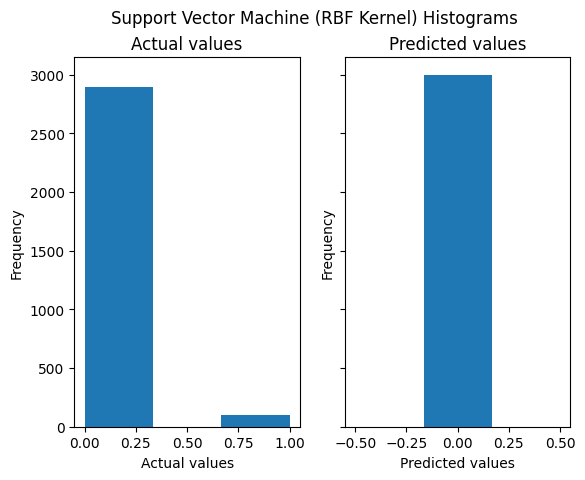 Support Vector Machine (RBF Kernel) Histograms
Actual values
Predicted values
3000
2500
2000
1500
1000
500
0
Frequency
Frequency
0.00 0.25 0.50 0.75 1.00
-0.50 -0.25 0.00 0.25 0.50
Actual values
Predicted values